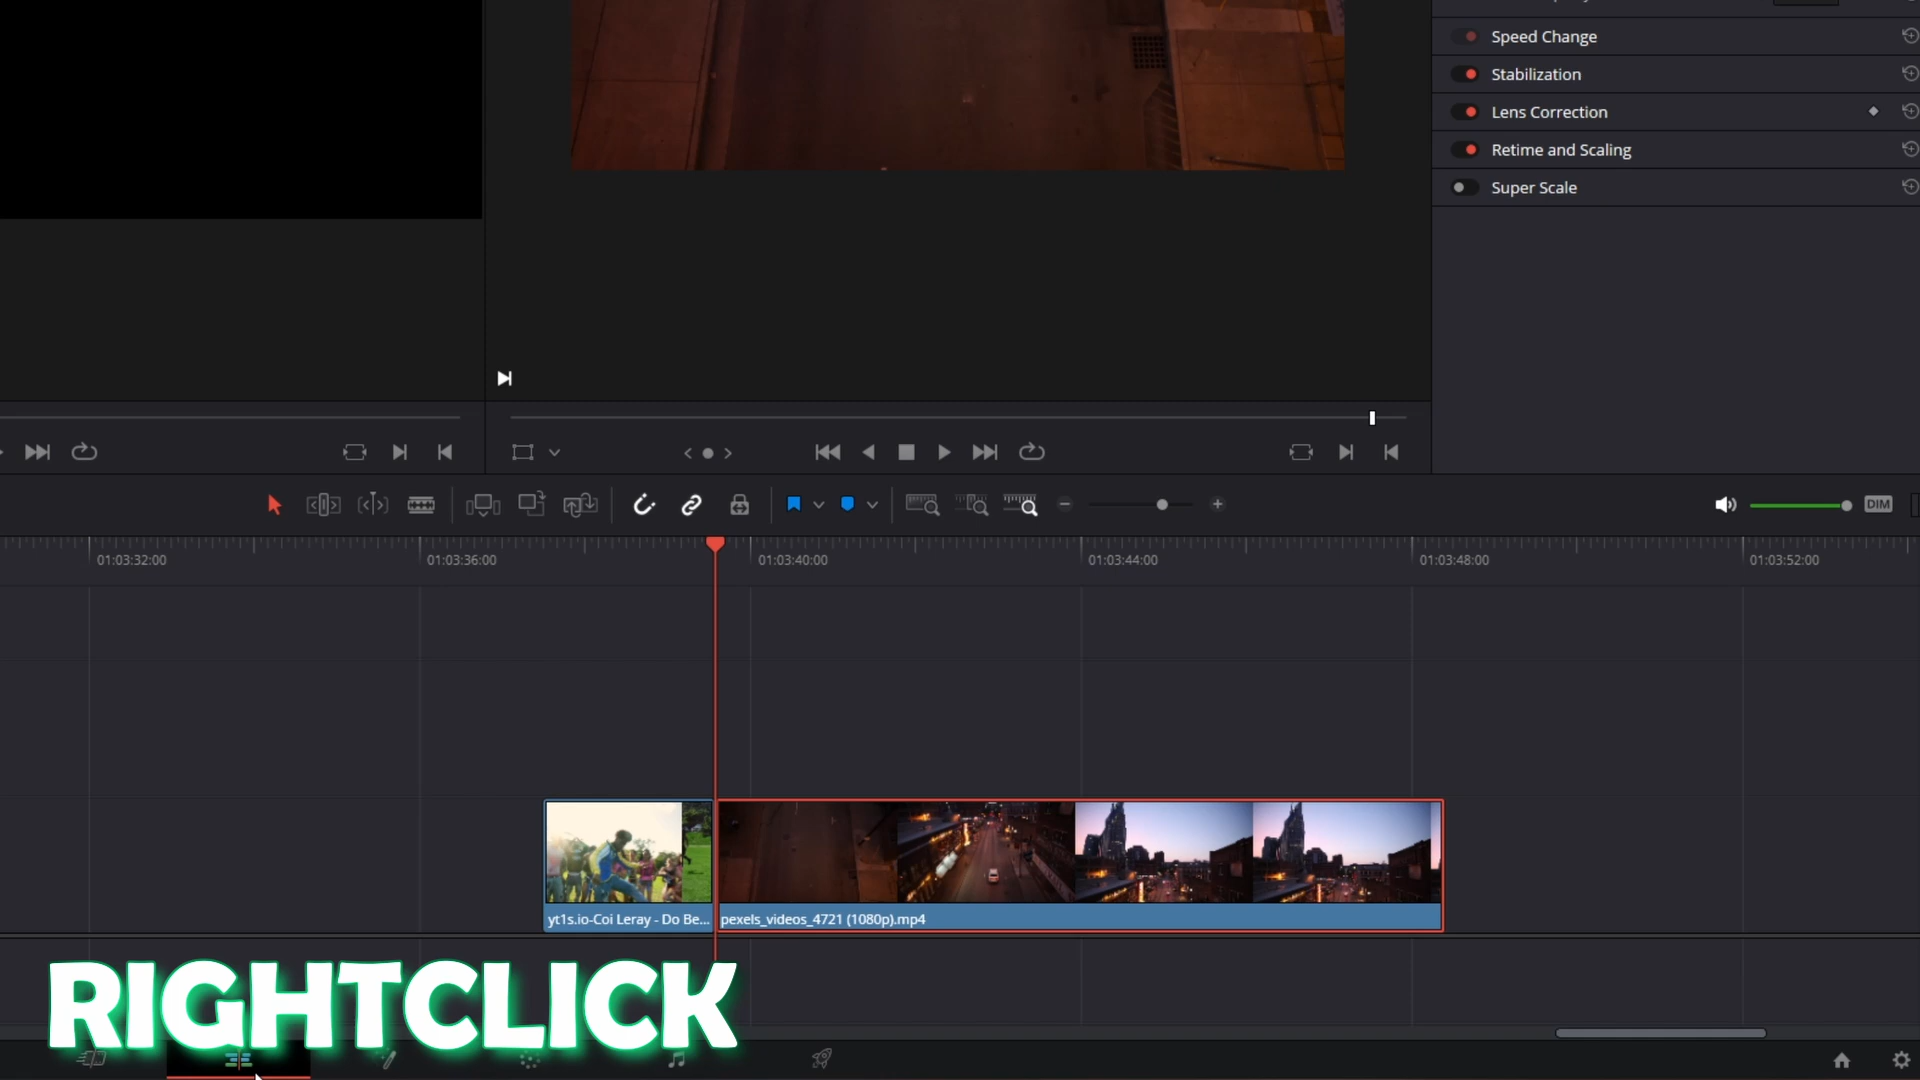 Speed Change
Stabilization
Lens Correction
Retime and Scaling
Super Scale
DIM
01:03:32:00
01:03:36:00
01:03:40:00
01:03:44:00
01:03:48:00
01:03:52:00
yt1s.io-Coi Leray - Do Be...
pexels_videos_4721 (1080p).mp4
RIGHTCLICK